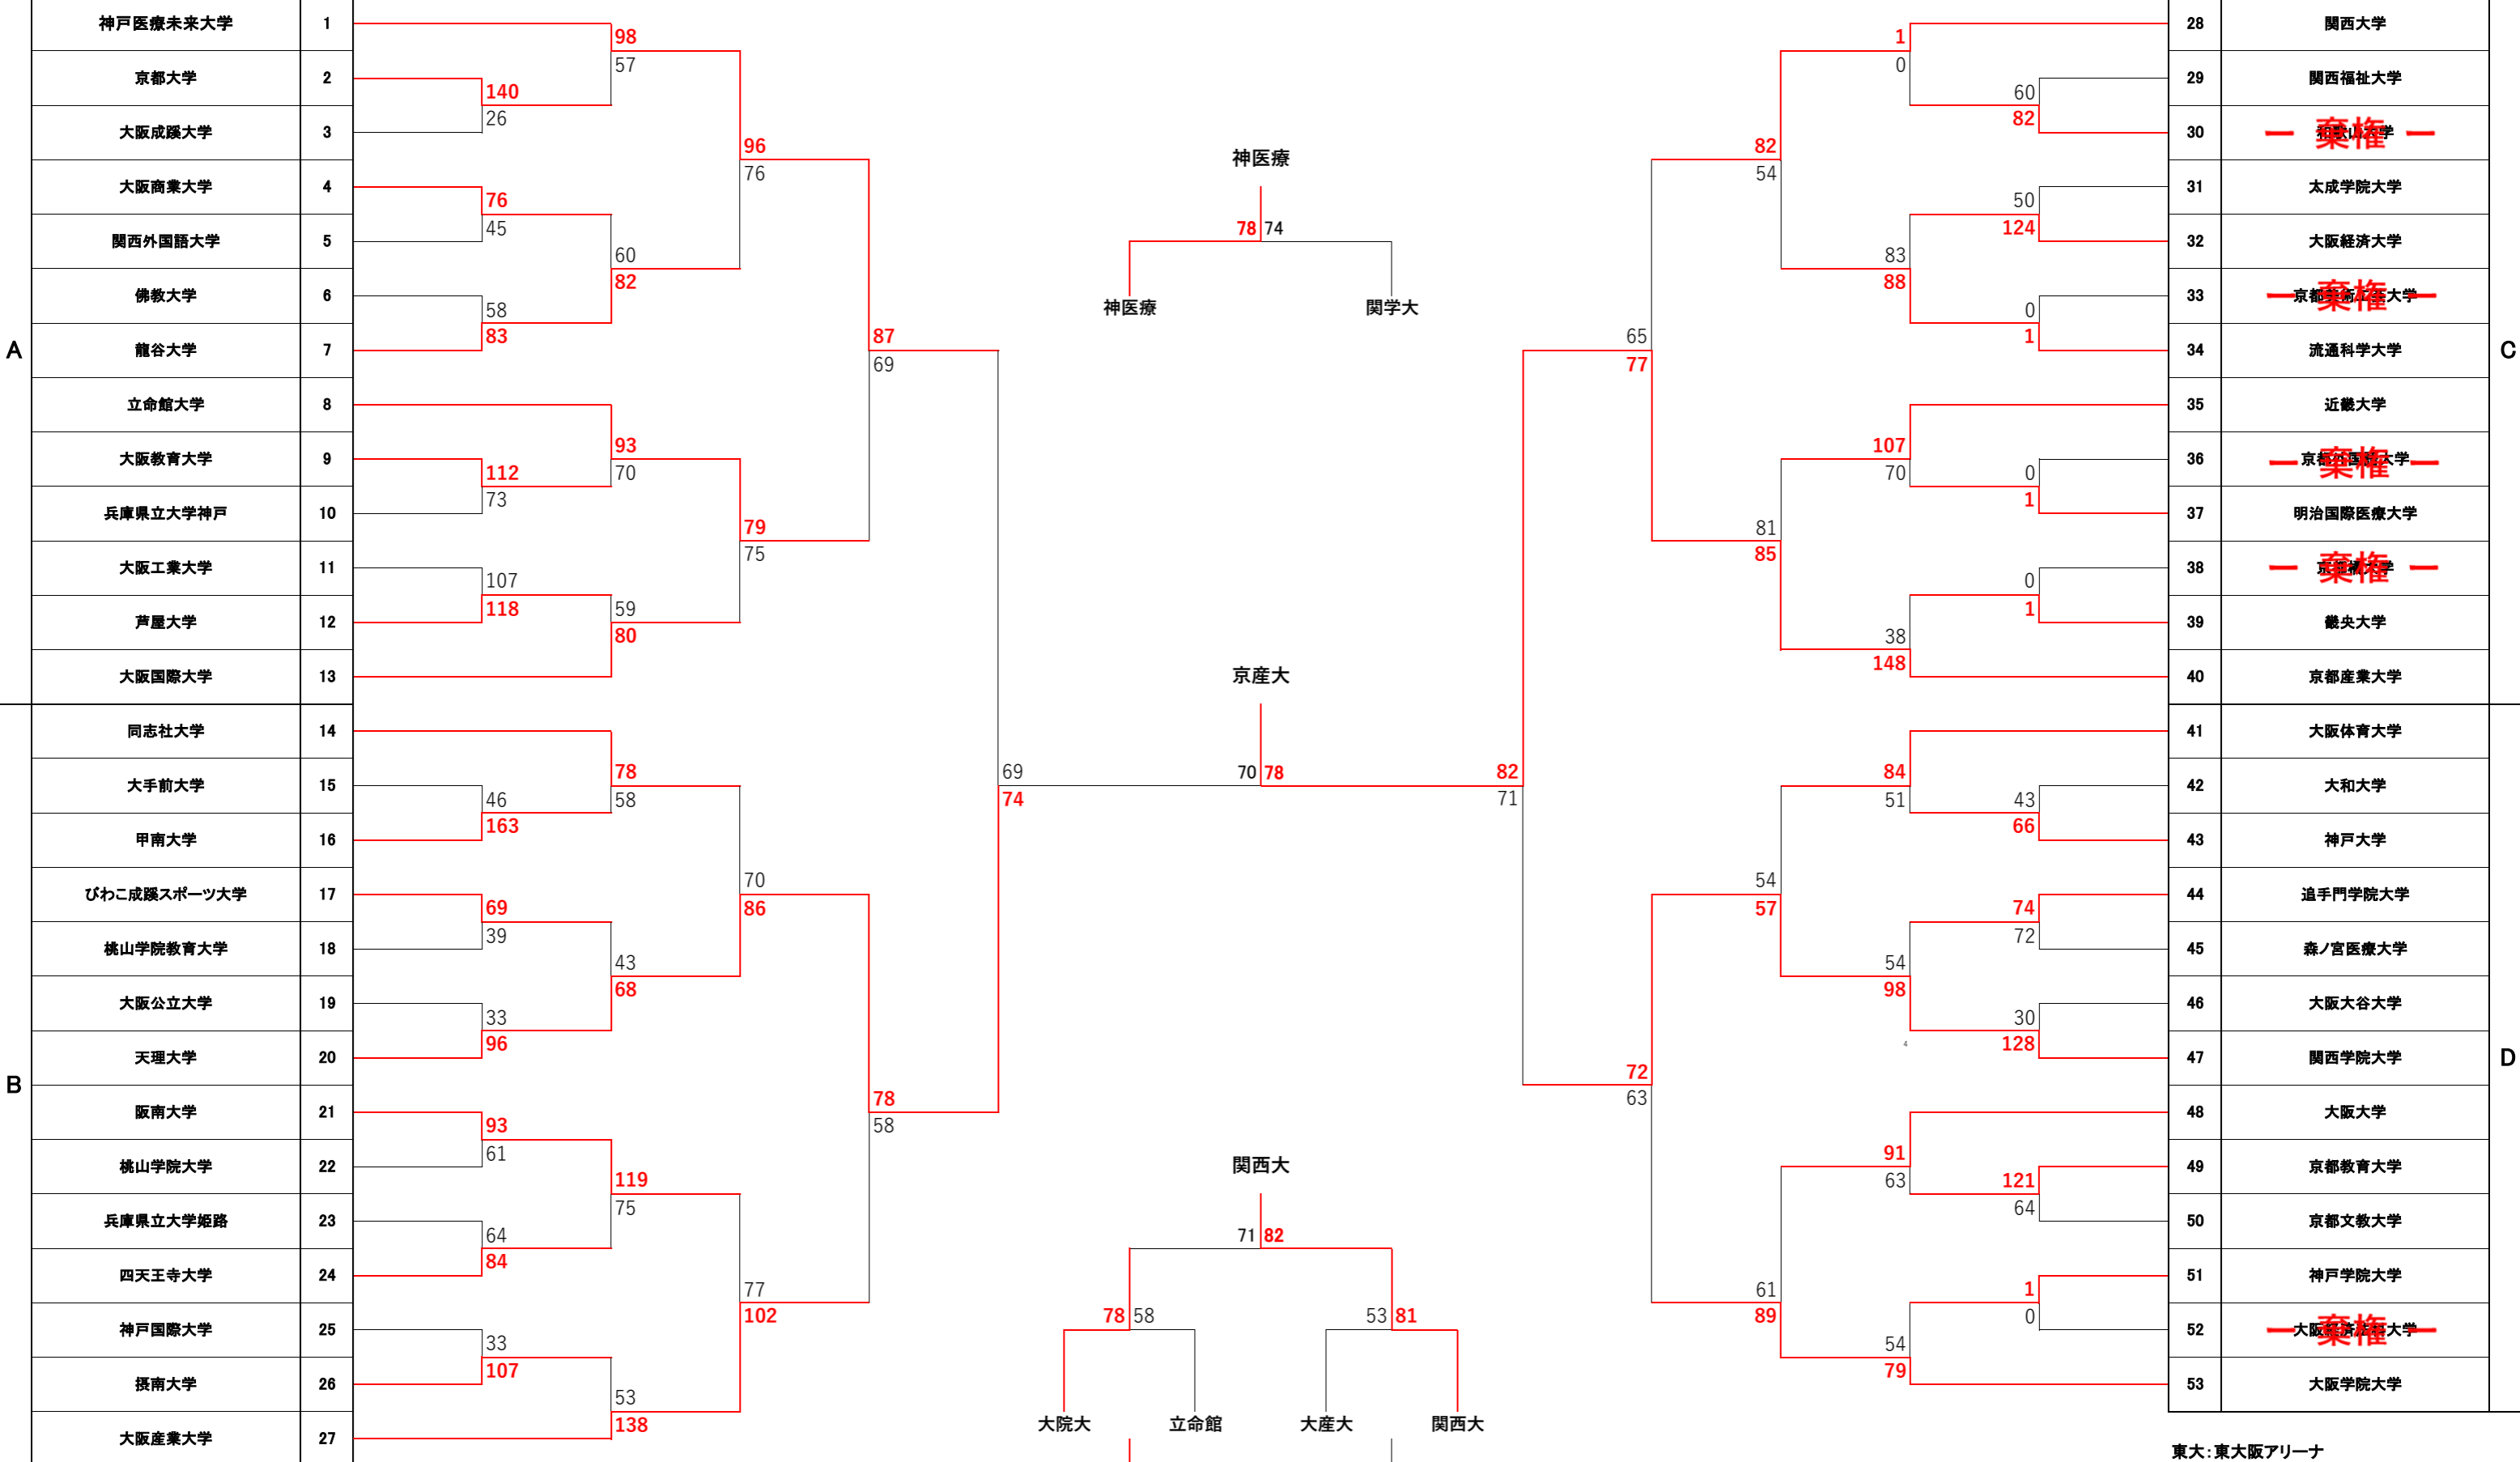 A
神戸医療未来大学 1
京都大学 2
大阪成蹊大学 3
大阪商業大学 4
関西外国語大学 5
佛教大学 6
龍谷大学 7
立命館大学 8
大阪教育大学 9
兵庫県立大学神戸 10
大阪工業大学 11
芦屋大学 12
大阪国際大学 13
B
同志社大学 14
大手前大学 15
甲南大学 16
びわこ成蹊スポーツ大学 17
桃山学院教育大学 18
大阪公立大学 19
天理大学 20
阪南大学 21
桃山学院大学 22
兵庫県立大学姫路 23
四天王寺大学 24
神戸国際大学 25
摂南大学 26
大阪産業大学 27
140
26
76
45
58
83
112
73
107
118
46
163
69
39
33
96
93
61
64
84
33
107
98
57
60
82
93
70
59
80
78
58
43
68
119
75
53
138
96
76
79
75
70
86
77
102
87
69
78
58
69
74
神医療
78 74
神医療 関学大
京産大
70 78
関西大
71 82
78 58 53 81
大院大 立命館 大産大 関西大
82
71
65
77
72
63
82
54
81
85
54
57
61
89
1
0
83
88
107
70
38
148
84
51
54
98
4
91
63
54
79
60
82
50
124
0
1
0
1
0
1
43
66
74
72
30
128
121
64
1
0
C
28 関西大学
29 関西福祉大学
30 ー 棄権 ー
31 太成学院大学
32 大阪経済大学
33 ー 棄権 ー
34 流通科学大学
35 近畿大学
36 ー 棄権 ー
37 明治国際医療大学
38 ー 棄権 ー
39 畿央大学
40 京都産業大学
D
41 大阪体育大学
42 大和大学
43 神戸大学
44 追手門学院大学
45 森ノ宮医療大学
46 大阪大谷大学
47 関西学院大学
48 大阪大学
49 京都教育大学
50 京都文教大学
51 神戸学院大学
52 ー 棄権 ー
53 大阪学院大学
東大：東大阪アリーナ